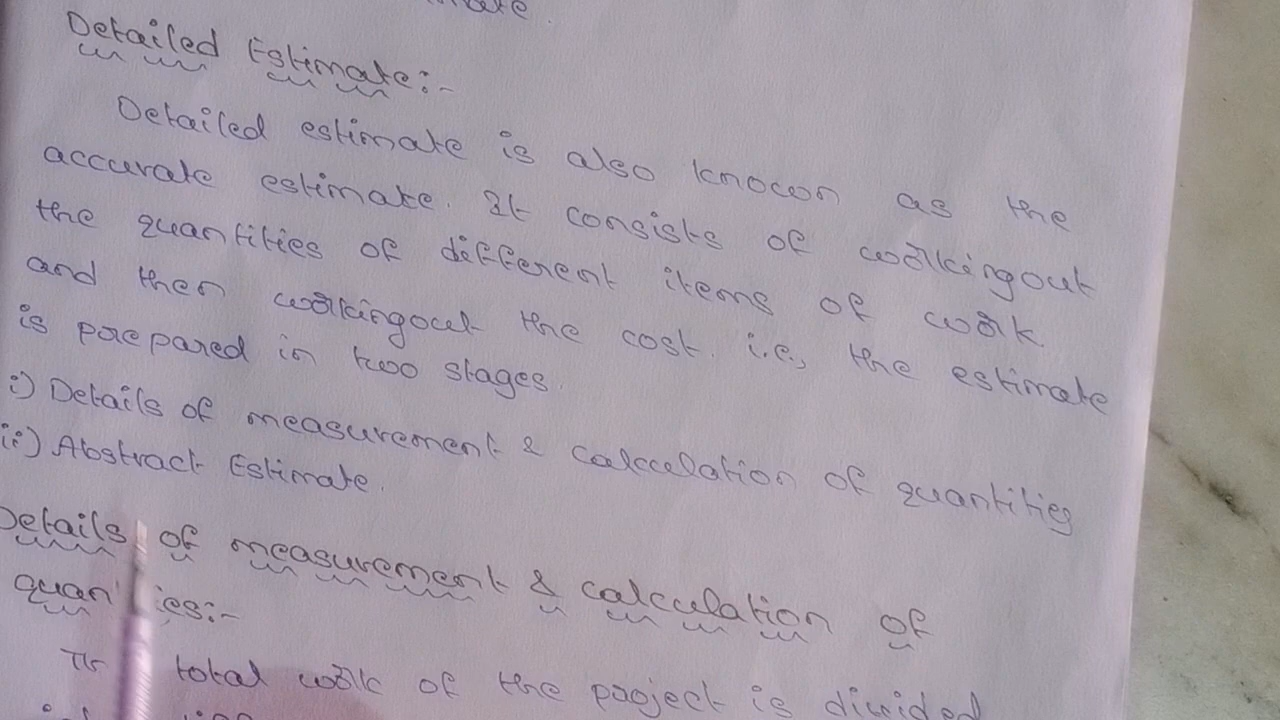 Detailed Estimate:-
Detailed estimate is also known as the
accurate estimate. It consists of workingout
the quantities of different items of work.
and then workingout the cost. i.e, the estimate
is prepared in two stages.
i) Details of measurement & calculation of quantities
ii) Abstract Estimate.
Details of measurement & calculation of
total work of the project is divided